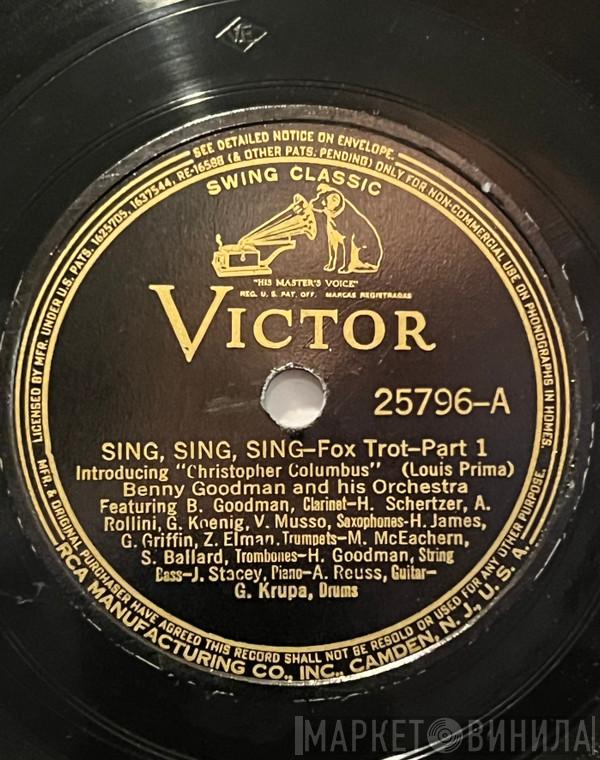 SEE DETAILED NOTICE ON ENVELOPE.
LICENSED BY MFR. UNDER U.S. PATS. 1625705, 1637544, RE-16588 (& OTHER PATS. PENDING) ONLY FOR NON-COMMERCIAL USE ON PHONOGRAPHS IN HOMES.
SWING CLASSIC
"HIS MASTER'S VOICE"
REG. U. S. PAT. OFF. MARCAS REGISTRADAS
VICTOR
25796-A
SING, SING, SING-Fox Trot-Part 1
Introducing "Christopher Columbus" (Louis Prima)
Benny Goodman and his Orchestra
Featuring B. Goodman, Clarinet-H. Schertzer, A.
Rollini, G. Koenig, V. Musso, Saxophones-H. James,
G. Griffin, Z. Elman, Trumpets-M. McEachern,
S. Ballard, Trombones-H. Goodman, String
Bass-J. Stacey, Piano-A. Reuss, Guitar-
G. Krupa, Drums
MFR. & ORIGINAL PURCHASER HAVE AGREED THIS RECORD SHALL NOT BE RESOLD OR USED FOR ANY OTHER PURPOSE.
RCA MANUFACTURING CO., INC., CAMDEN, N. J., U. S. A.
МАРКЕТ ВИНИЛА